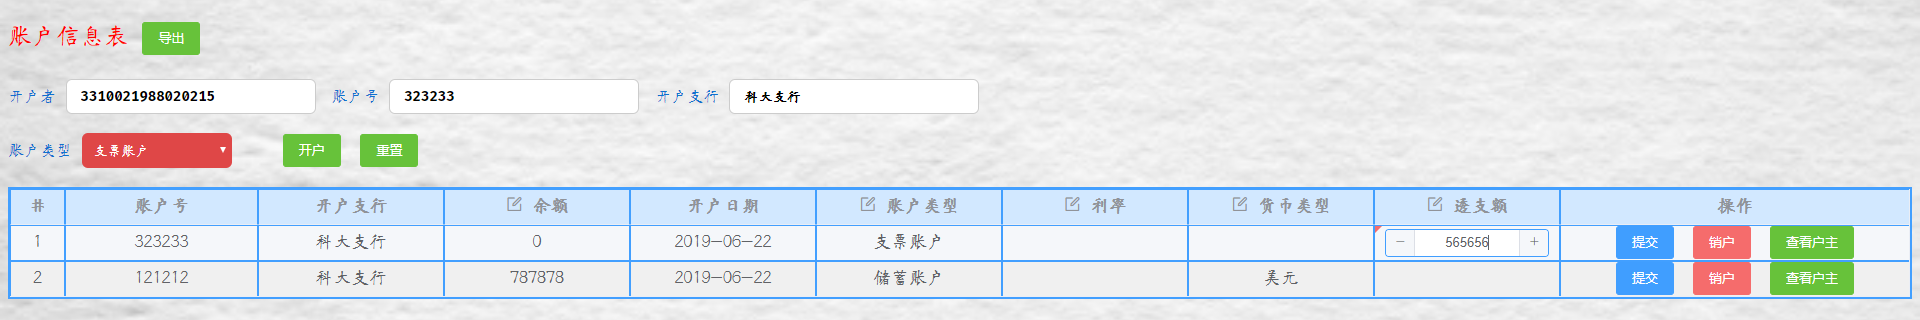 账户信息表 导出
开户者 3310021988020215 账户号 323233 开户支行 科大支行
账户类型 支票账户 开户 重置
# 账户号 开户支行 余额 开户日期 账户类型 利率 货币类型 透支额 操作
1 323233 科大支行 0 2019-06-22 支票账户 565656 提交 销户 查看户主
2 121212 科大支行 787878 2019-06-22 储蓄账户 美元 提交 销户 查看户主